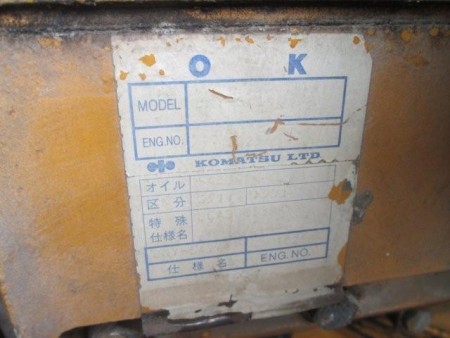 O K
MODEL
ENG.NO.
KOMATSU LTD
オイル
区 分
特 殊
仕様名
仕 様 名 ENG.NO.